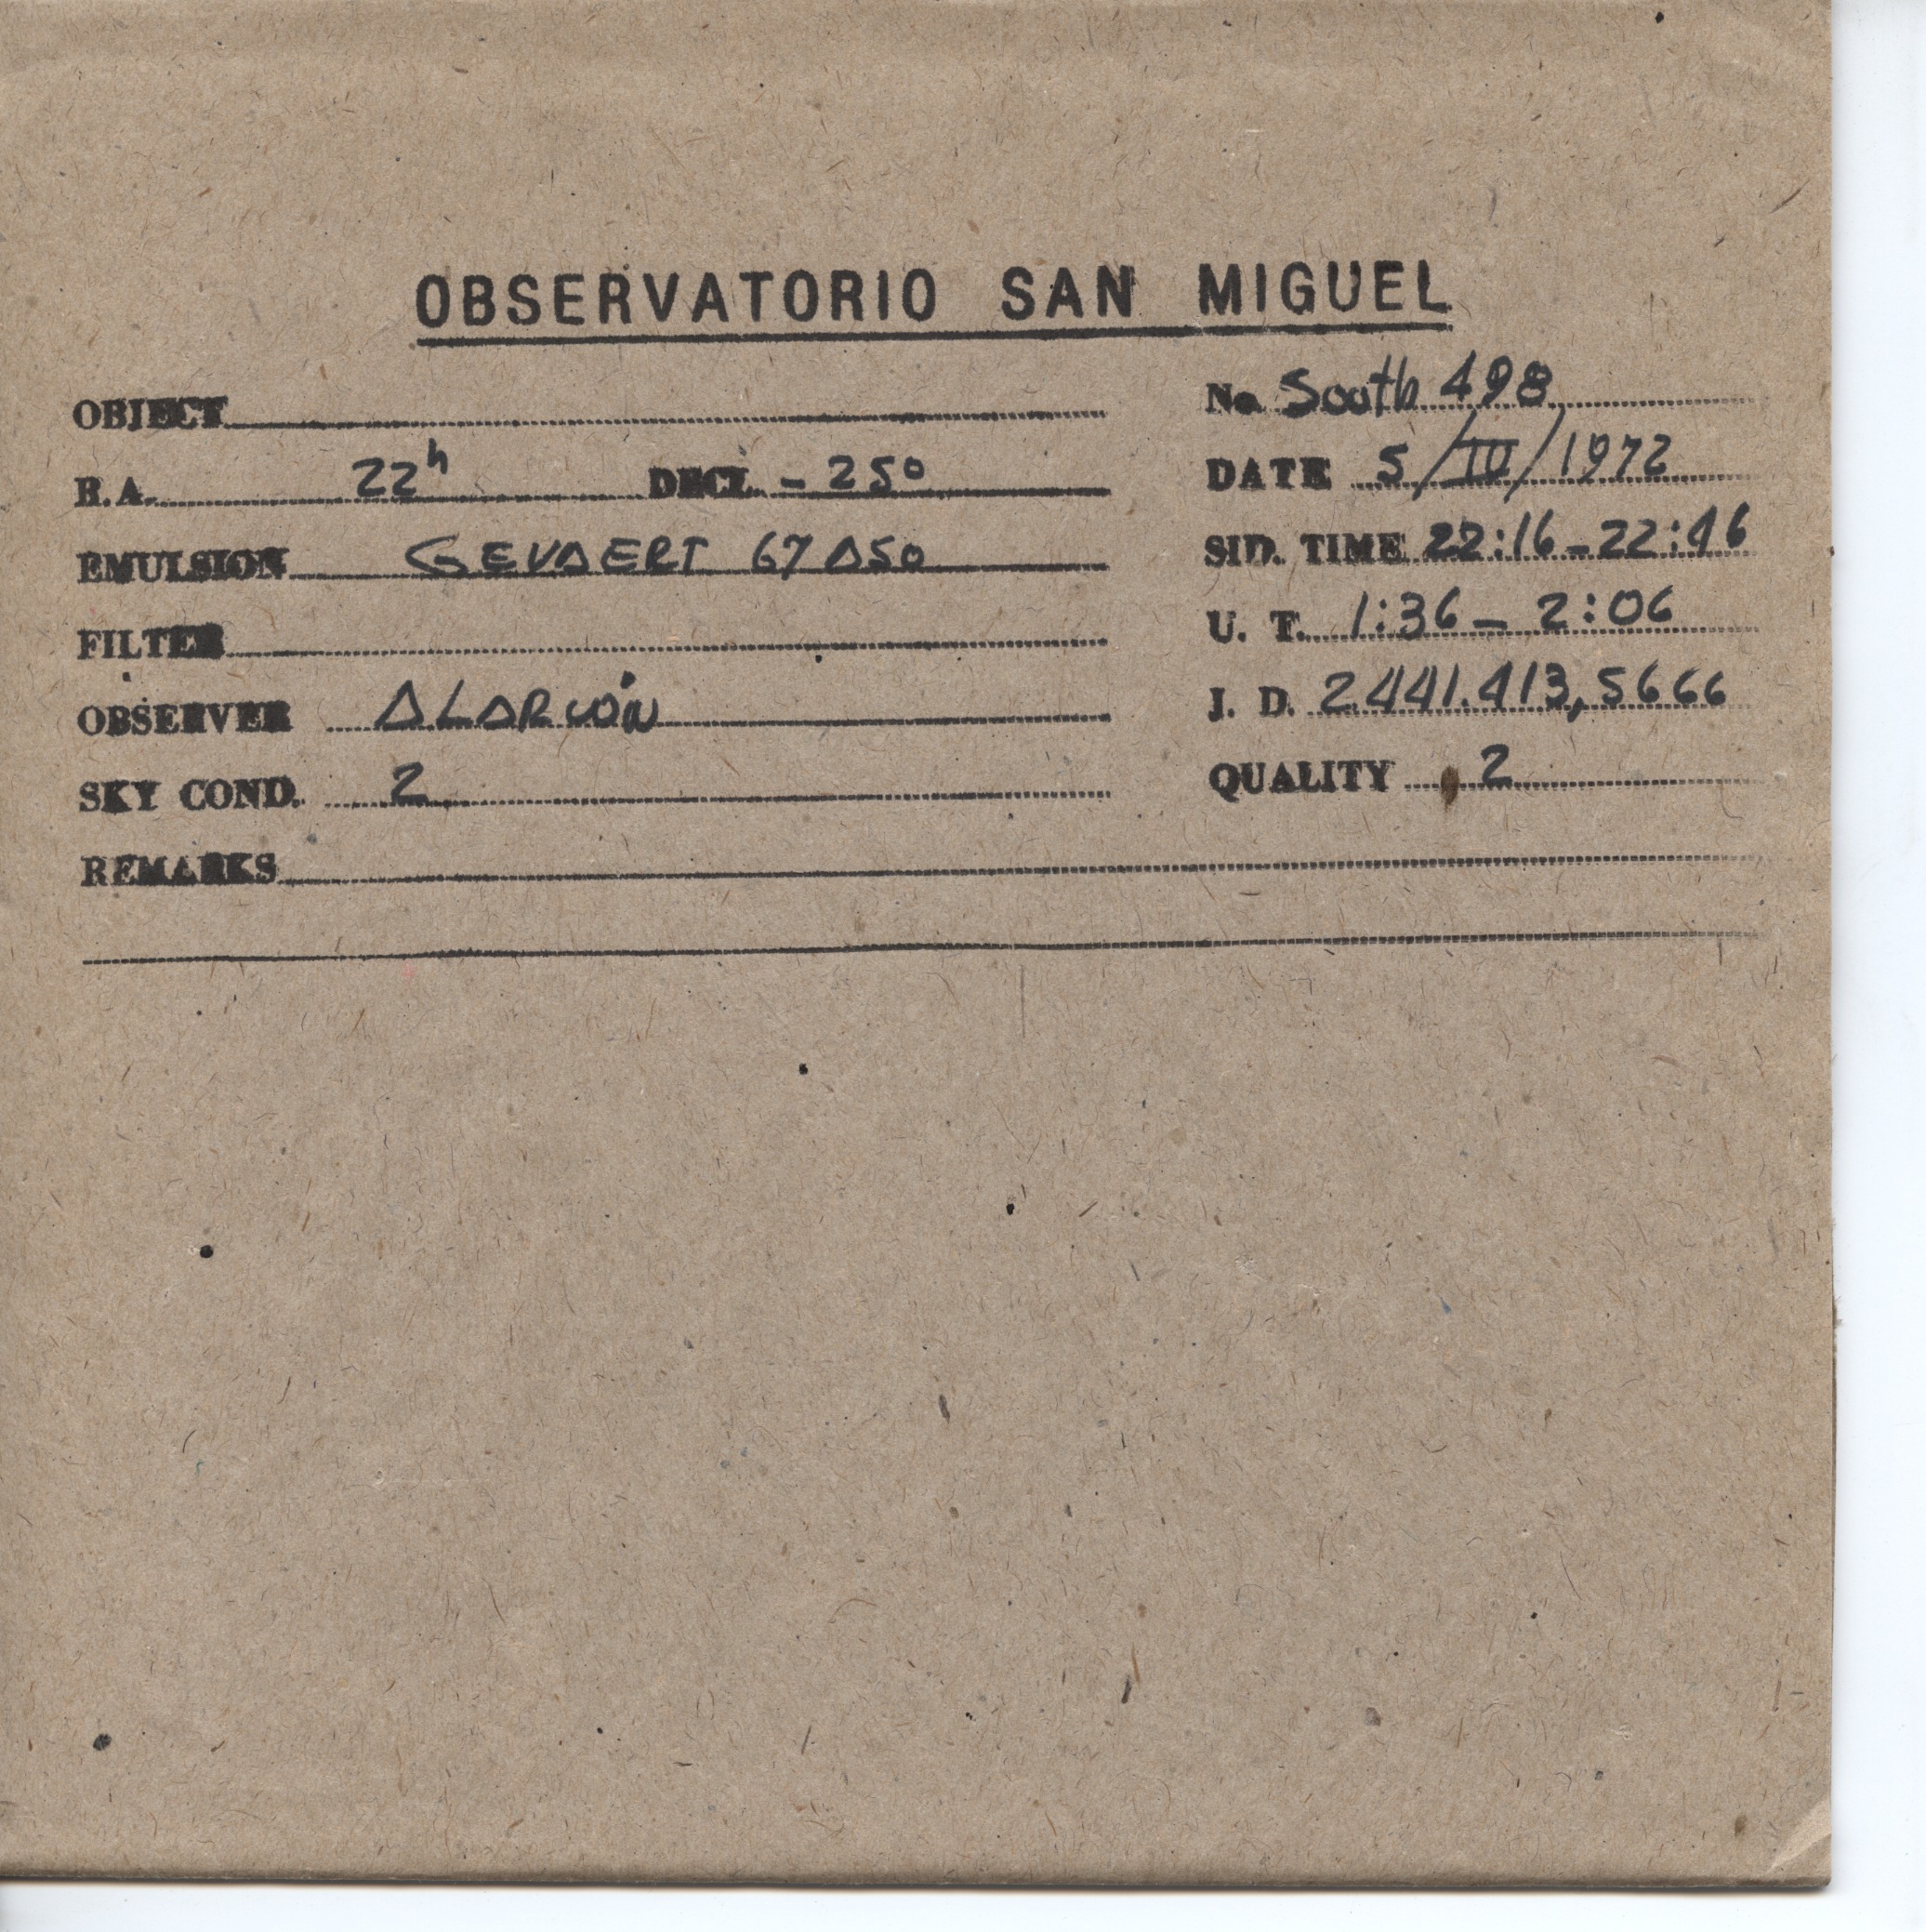 OBSERVATORIO SAN MIGUEL
OBJECT No South 498
R.A. 22h DECL. - 25° DATE 5/IV/1972
EMULSION GEVAERT 67A50 SID. TIME 22:16 - 22:46
FILTER U. T. 1:36 - 2:06
OBSERVER ALARCÓN J. D. 2441.413,5666
SKY COND. 2 QUALITY 2
REMARKS